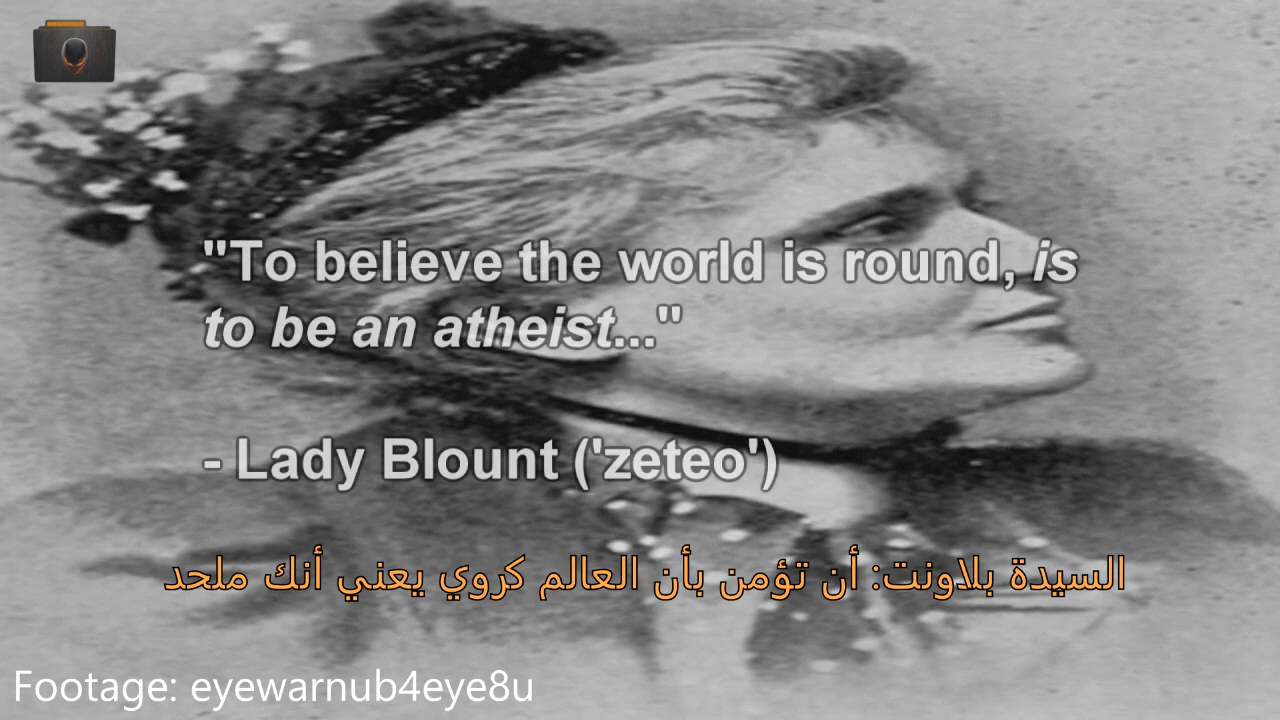 "To believe the world is round, is
to be an atheist..."
- Lady Blount ('zeteo')
السيدة بلاونت: أن تؤمن بأن العالم كروي يعني أنك ملحد
Footage: eyewarnub4eye8u